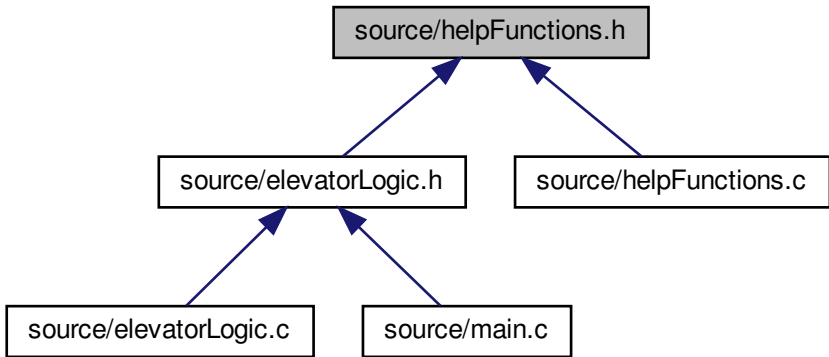 source/helpFunctions.h
source/elevatorLogic.h
source/helpFunctions.c
source/elevatorLogic.c
source/main.c